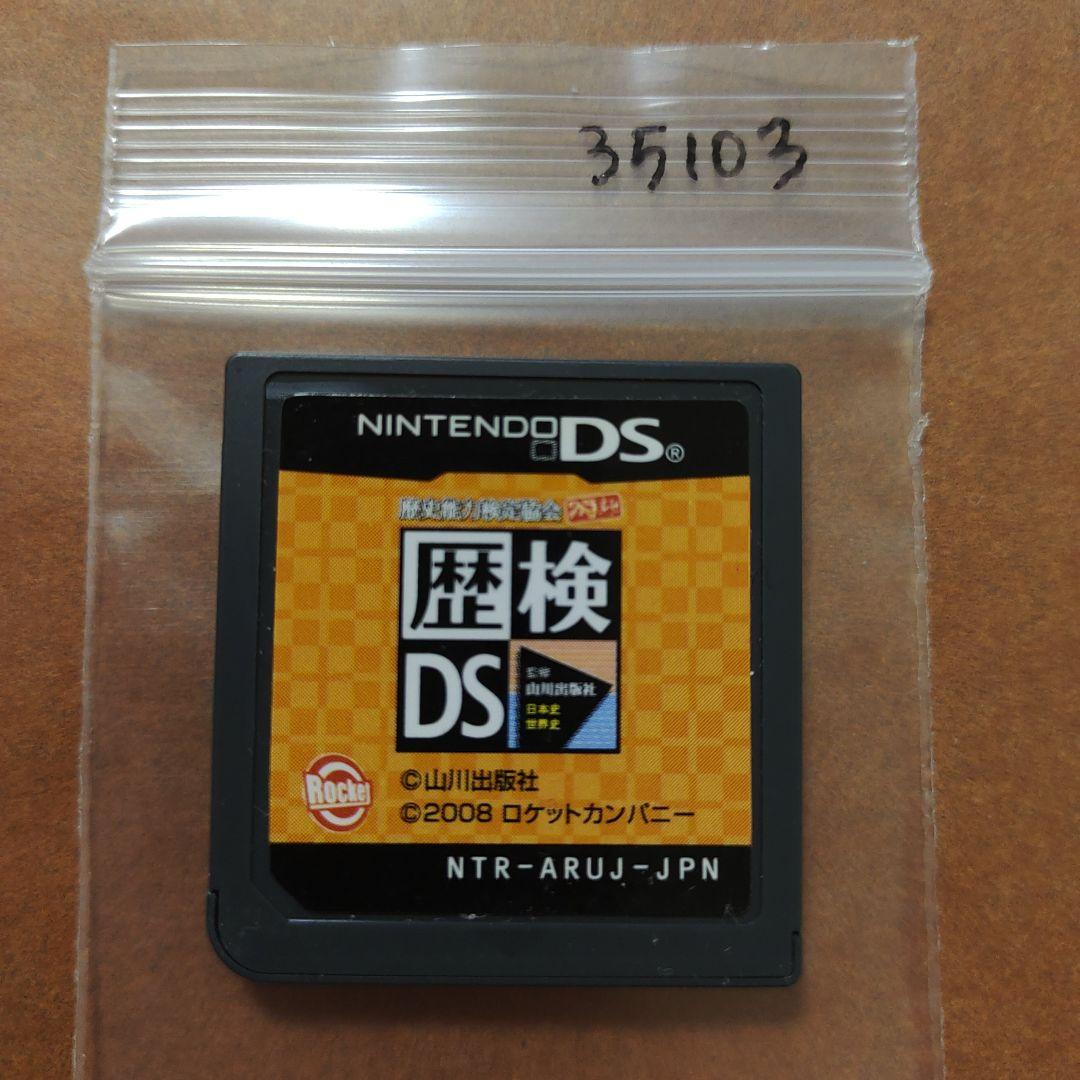 35103
NINTENDO DS®
歴史能力検定協会 公認
歴検
DS
監修
山川出版社
日本史
世界史
Rocket
©山川出版社
©2008 ロケットカンパニー
NTR-ARUJ-JPN